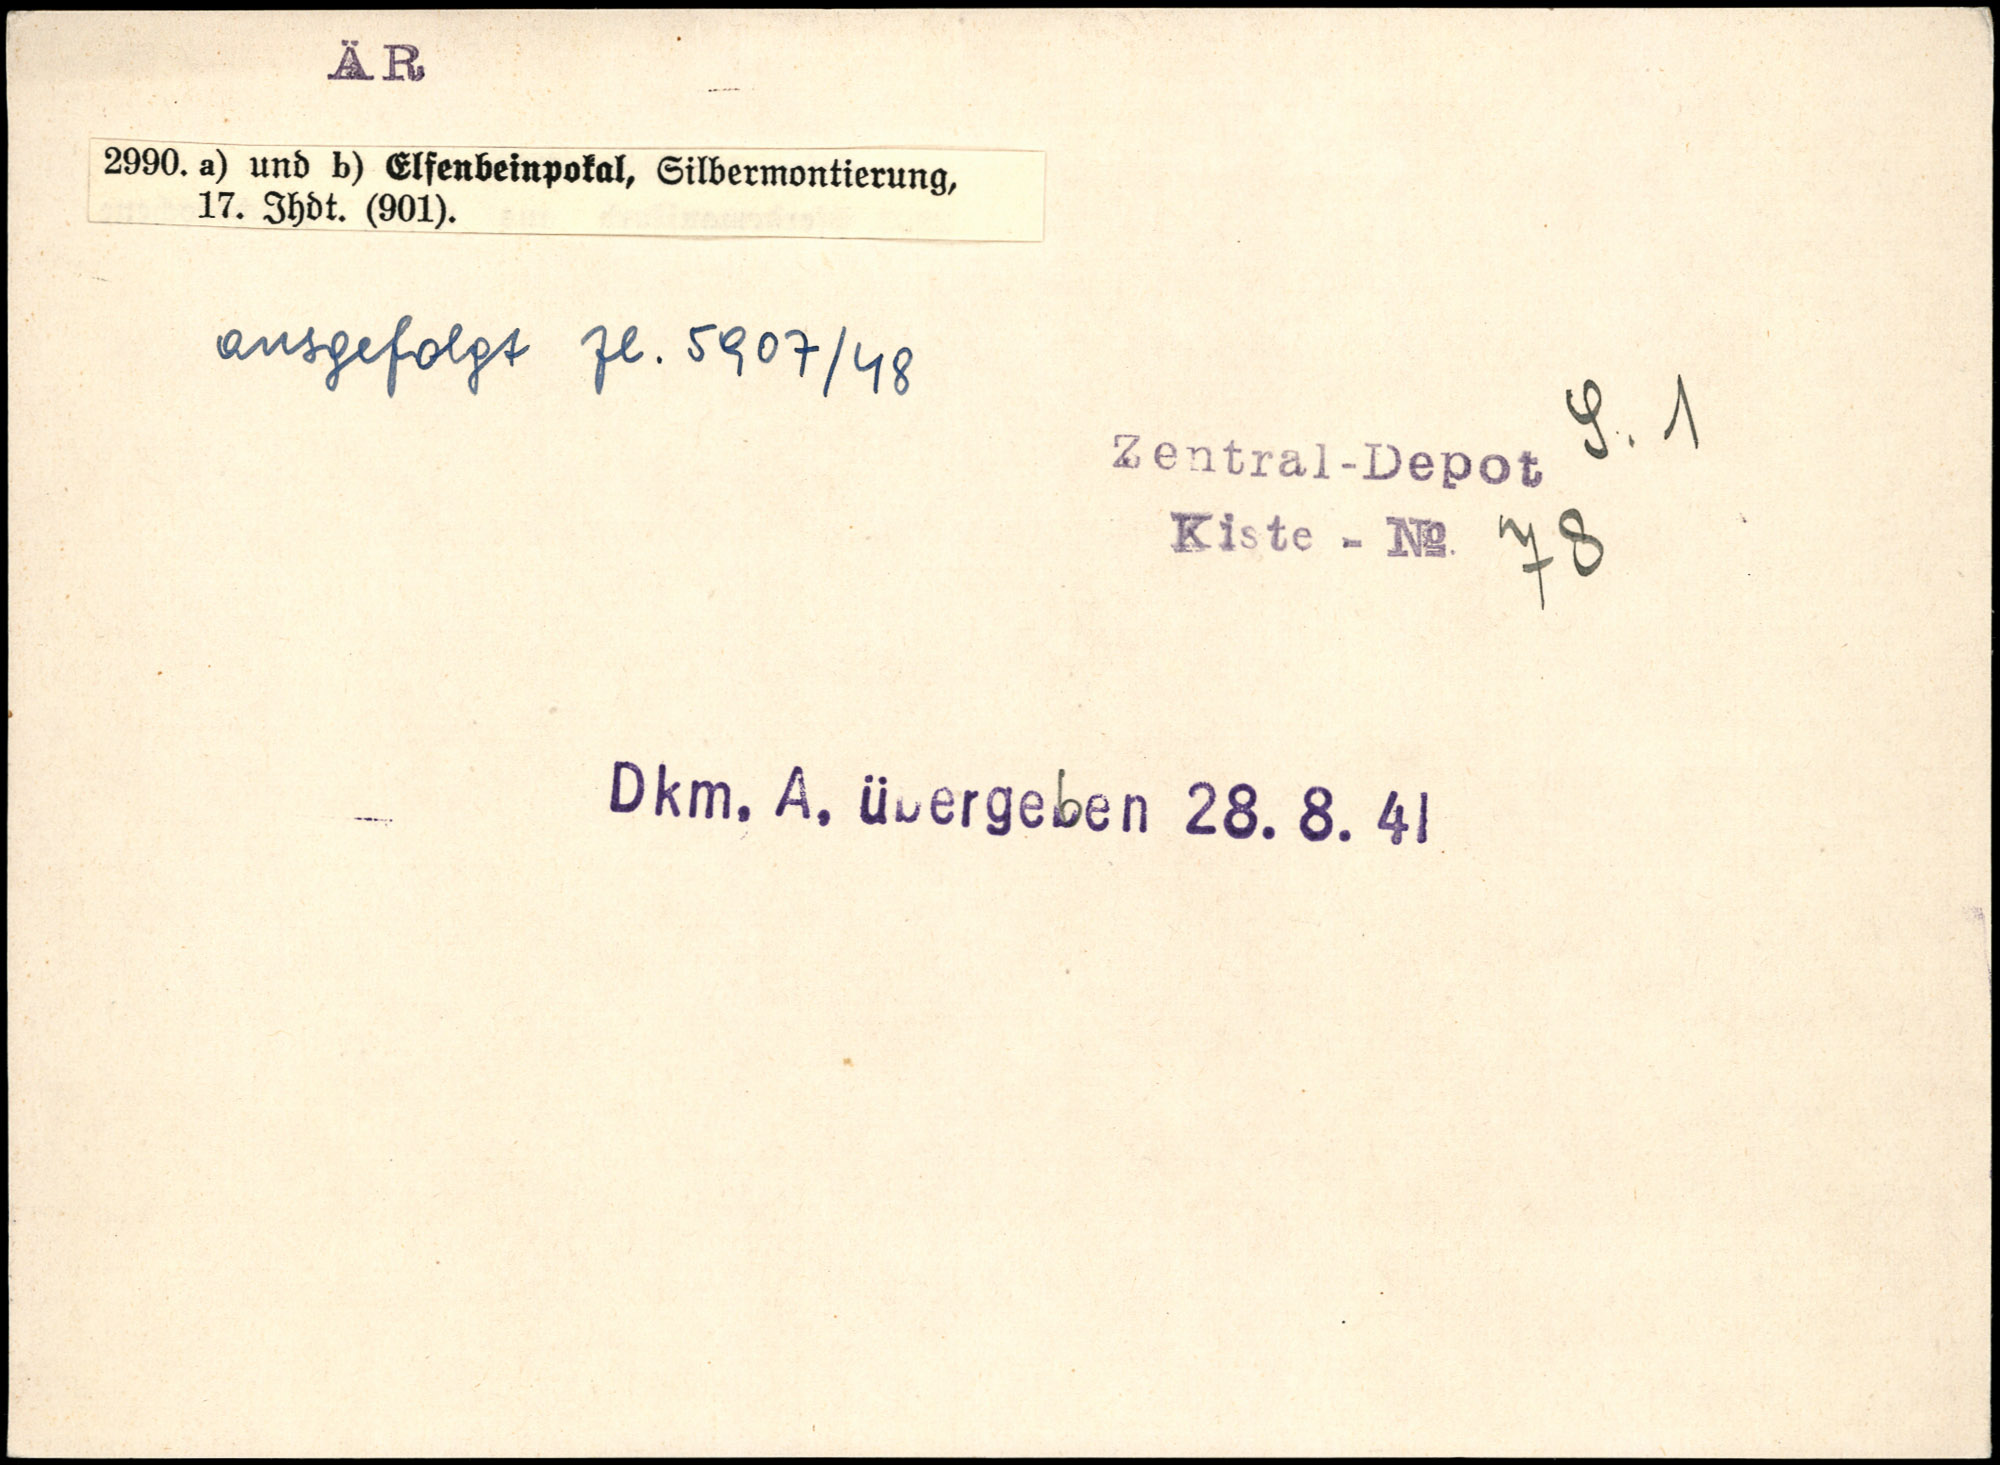 ÄR
2990. a) und b) Elfenbeinpokal, Silbermontierung,
17. Jhdt. (901).
ausgefolgt Zl. 5907/48
S. 1
Zentral-Depot
Kiste - No. 78
Dkm. A. übergeben 28. 8. 41